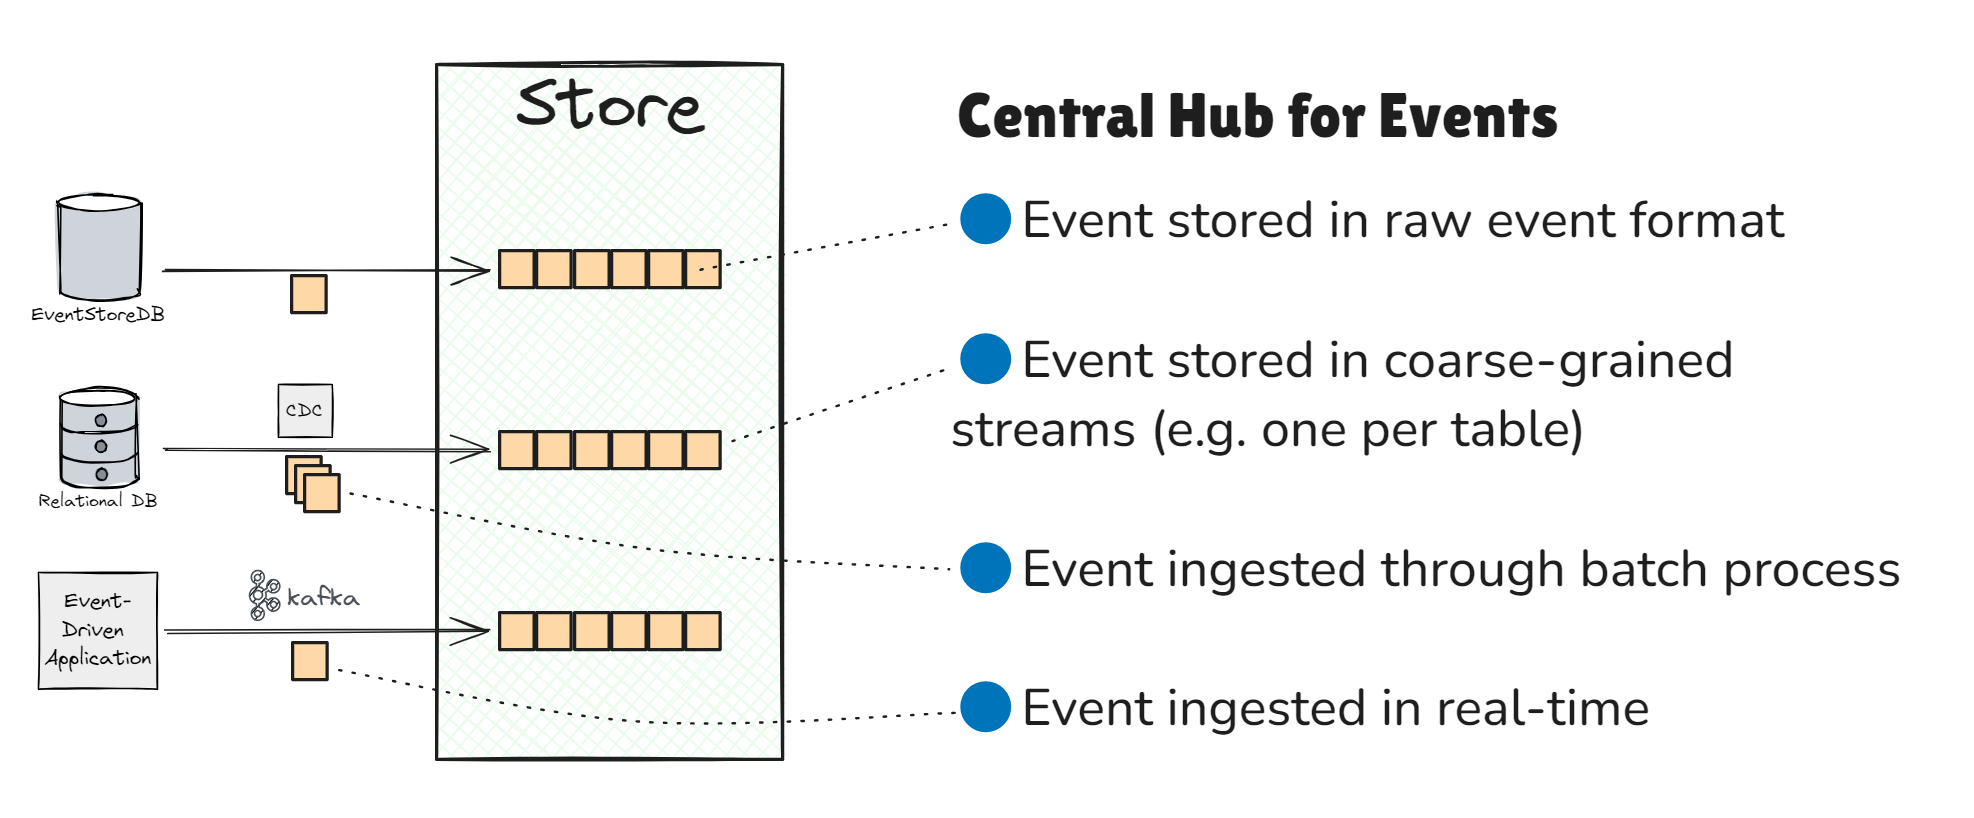 Store
EventStoreDB
CDC
Relational DB
kafka
Event-
Driven
Application
Central Hub for Events
Event stored in raw event format
Event stored in coarse-grained
streams (e.g. one per table)
Event ingested through batch process
Event ingested in real-time